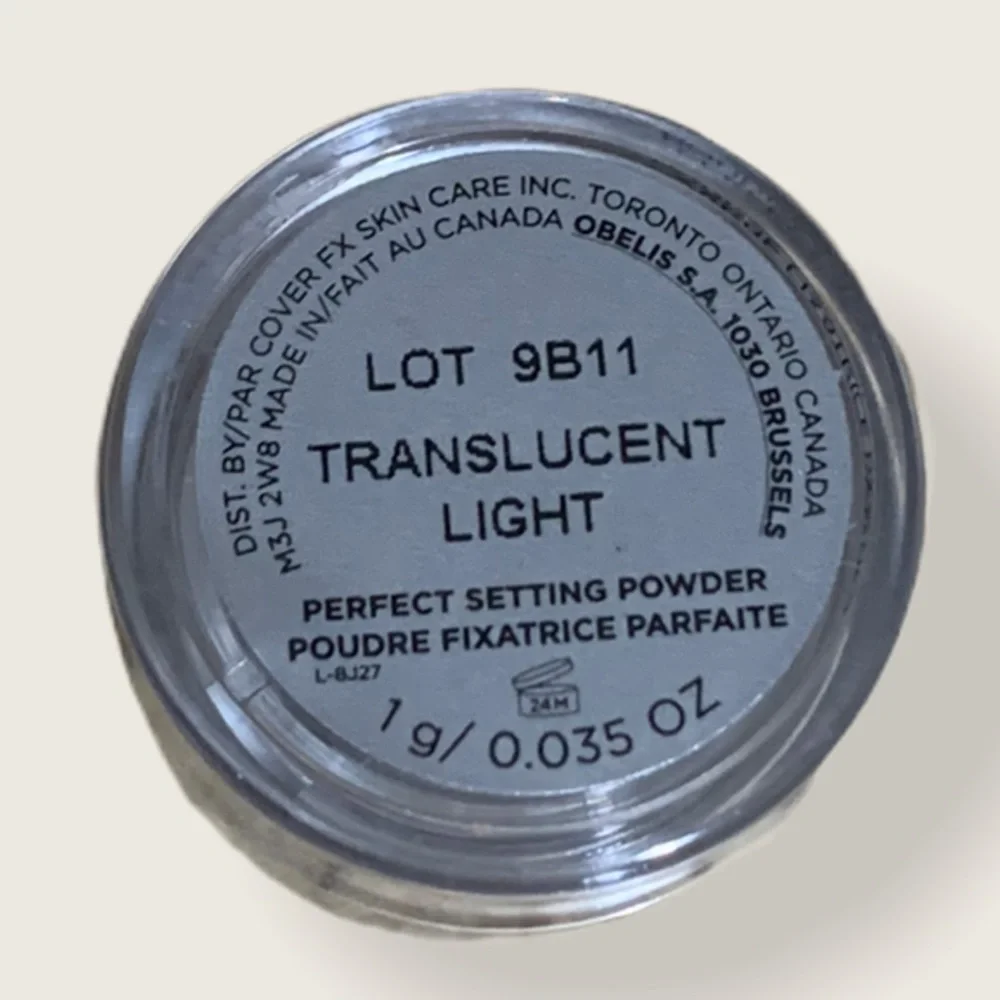 DIST. BY/PAR COVER FX SKIN CARE INC. TORONTO ONTARIO CANADA
M3J 2W8 MADE IN/FAIT AU CANADA OBELIS S.A. 1030 BRUSSELS
LOT 9B11
TRANSLUCENT
LIGHT
PERFECT SETTING POWDER
POUDRE FIXATRICE PARFAITE
L-8J27
24M
1 g/ 0.035 OZ